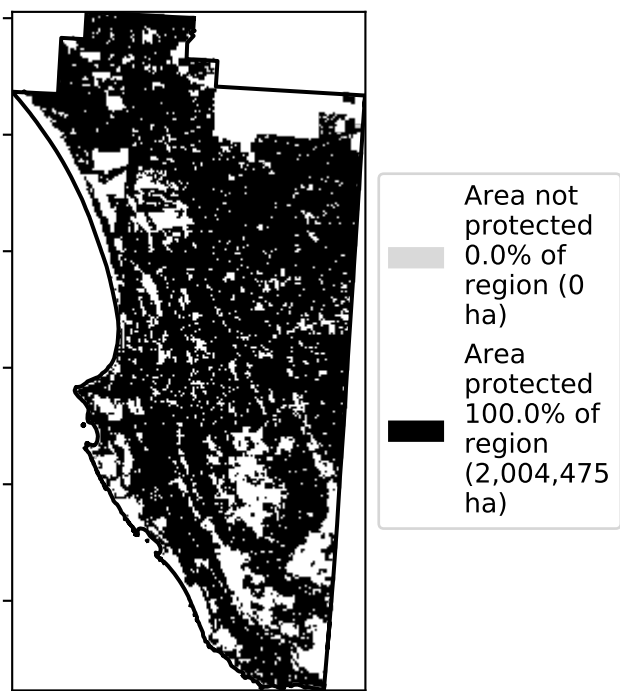 Area not
protected
0.0% of
region (0
ha)
Area
protected
100.0% of
region
(2,004,475
ha)